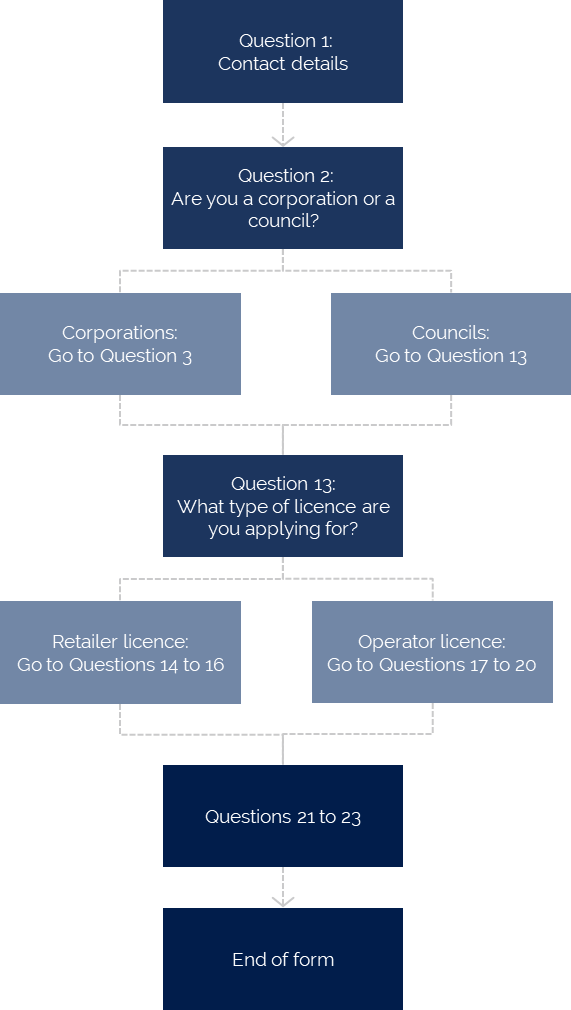 Question 1:
Contact details
Question 2:
Are you a corporation or a
council?
Corporations:
Go to Question 3
Councils:
Go to Question 13
Question 13:
What type of licence are
you applying for?
Retailer licence:
Go to Questions 14 to 16
Operator licence:
Go to Questions 17 to 20
Questions 21 to 23
End of form